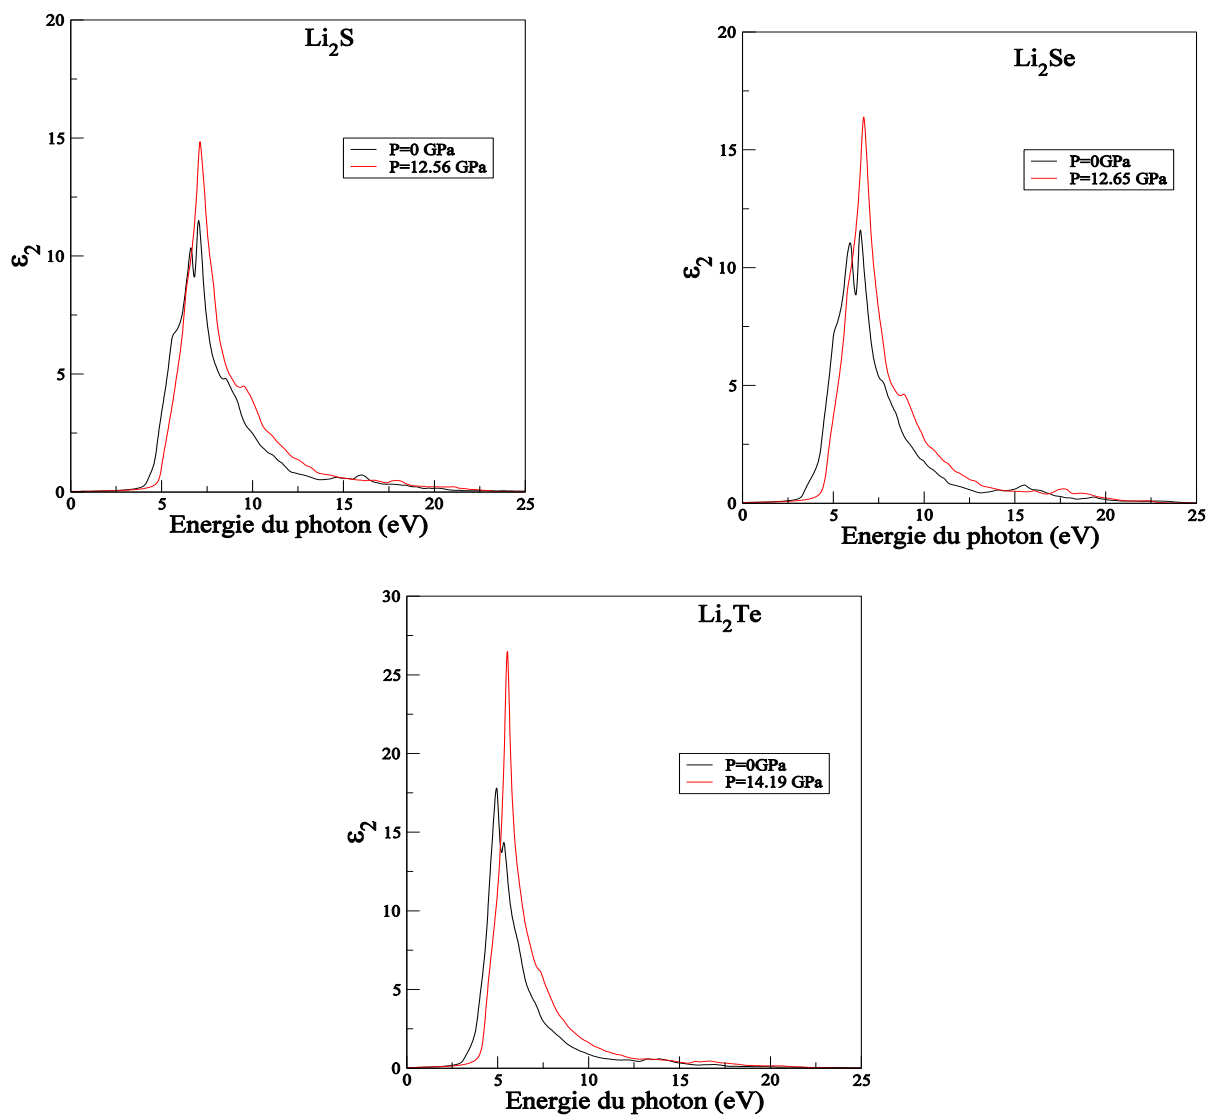 Li2S
20
15
10
5
0
ε2
P=0 GPa
P=12.56 GPa
0 5 10 15 20 25
Energie du photon (eV)
Li2Se
20
15
10
5
0
ε2
P=0GPa
P=12.65 GPa
0 5 10 15 20 25
Energie du photon (eV)
Li2Te
30
25
20
15
10
5
0
ε2
P=0GPa
P=14.19 GPa
0 5 10 15 20 25
Energie du photon (eV)